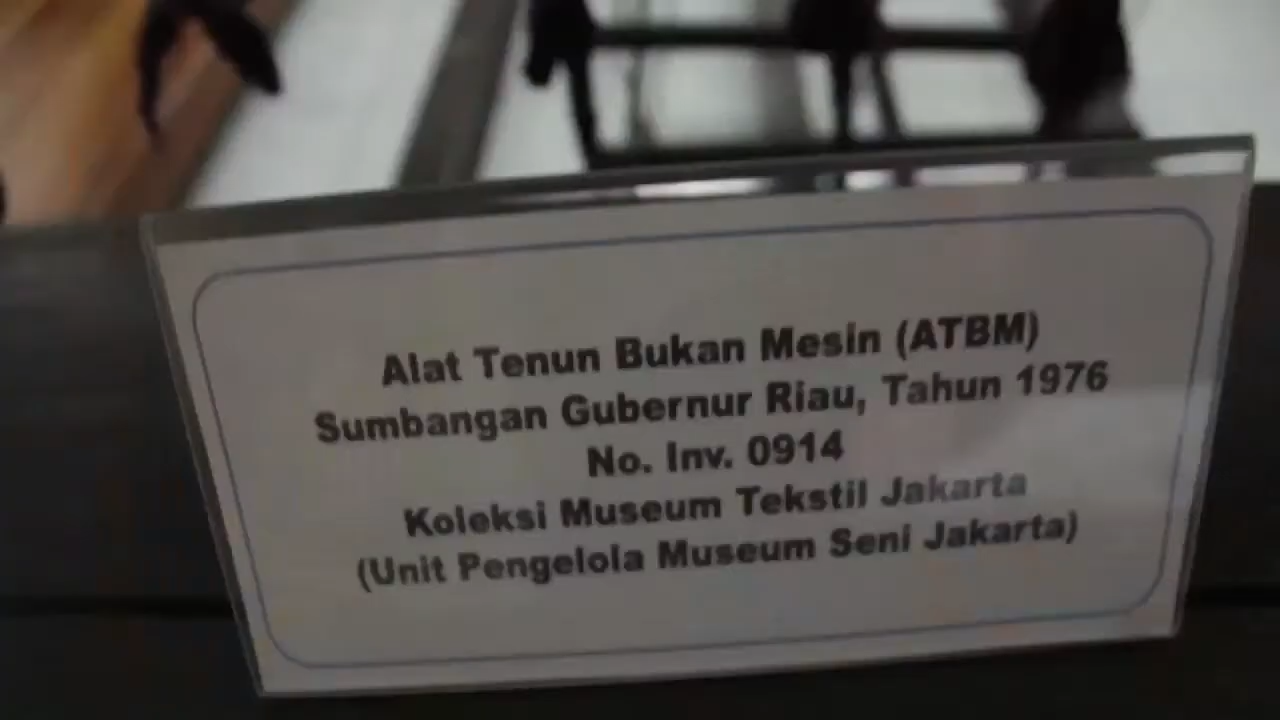 Alat Tenun Bukan Mesin (ATBM)
Sumbangan Gubernur Riau, Tahun 1976
No. Inv. 0914
Koleksi Museum Tekstil Jakarta
(Unit Pengelola Museum Seni Jakarta)